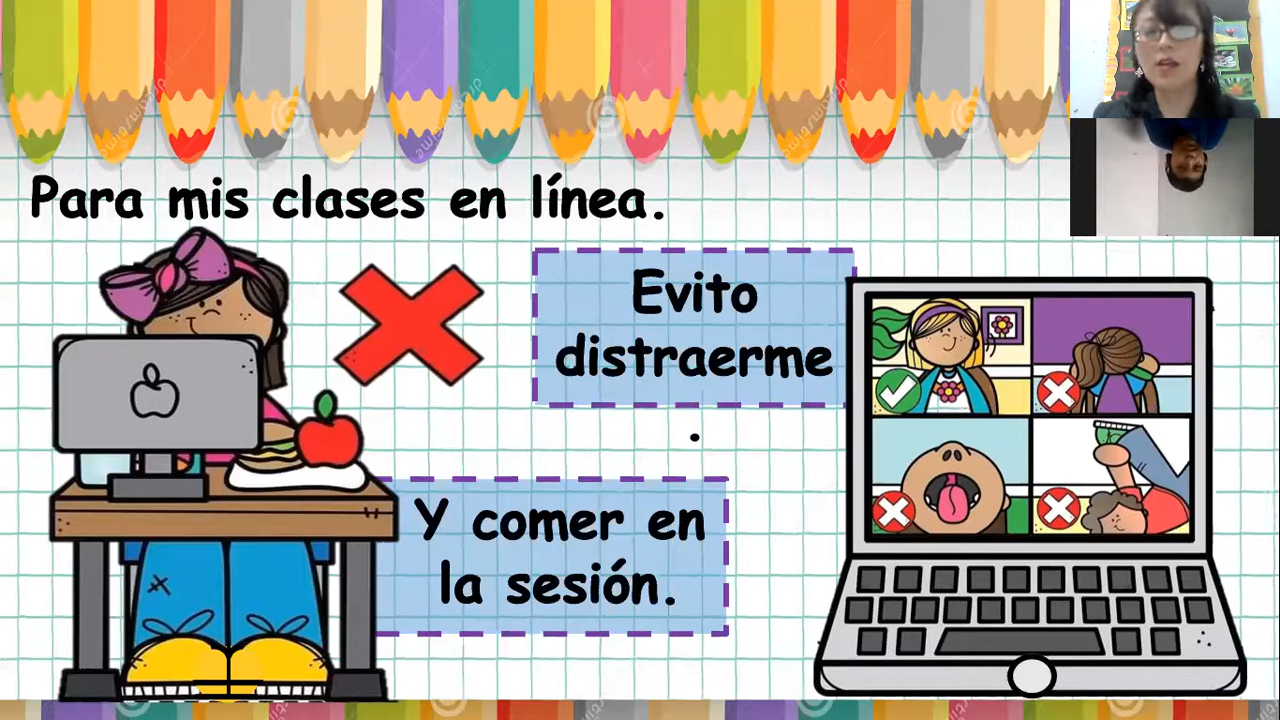 Para mis clases en línea.
Evito
distraerme
.
Y comer en
la sesión.